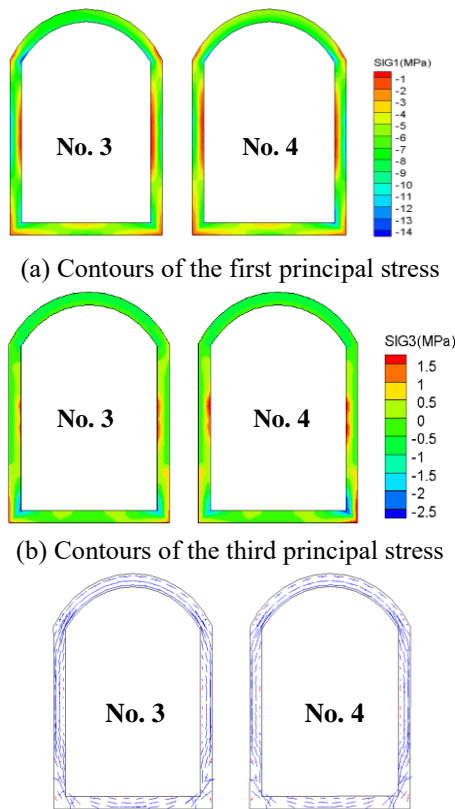 SIG1(MPa)
No. 3
No. 4
-1
-2
-3
-4
-5
-6
-7
-8
-9
-10
-11
-12
-13
-14
(a) Contours of the first principal stress
SIG3(MPa)
No. 3
No. 4
1.5
1
0.5
0
-0.5
-1
-1.5
-2
-2.5
(b) Contours of the third principal stress
No. 3
No. 4